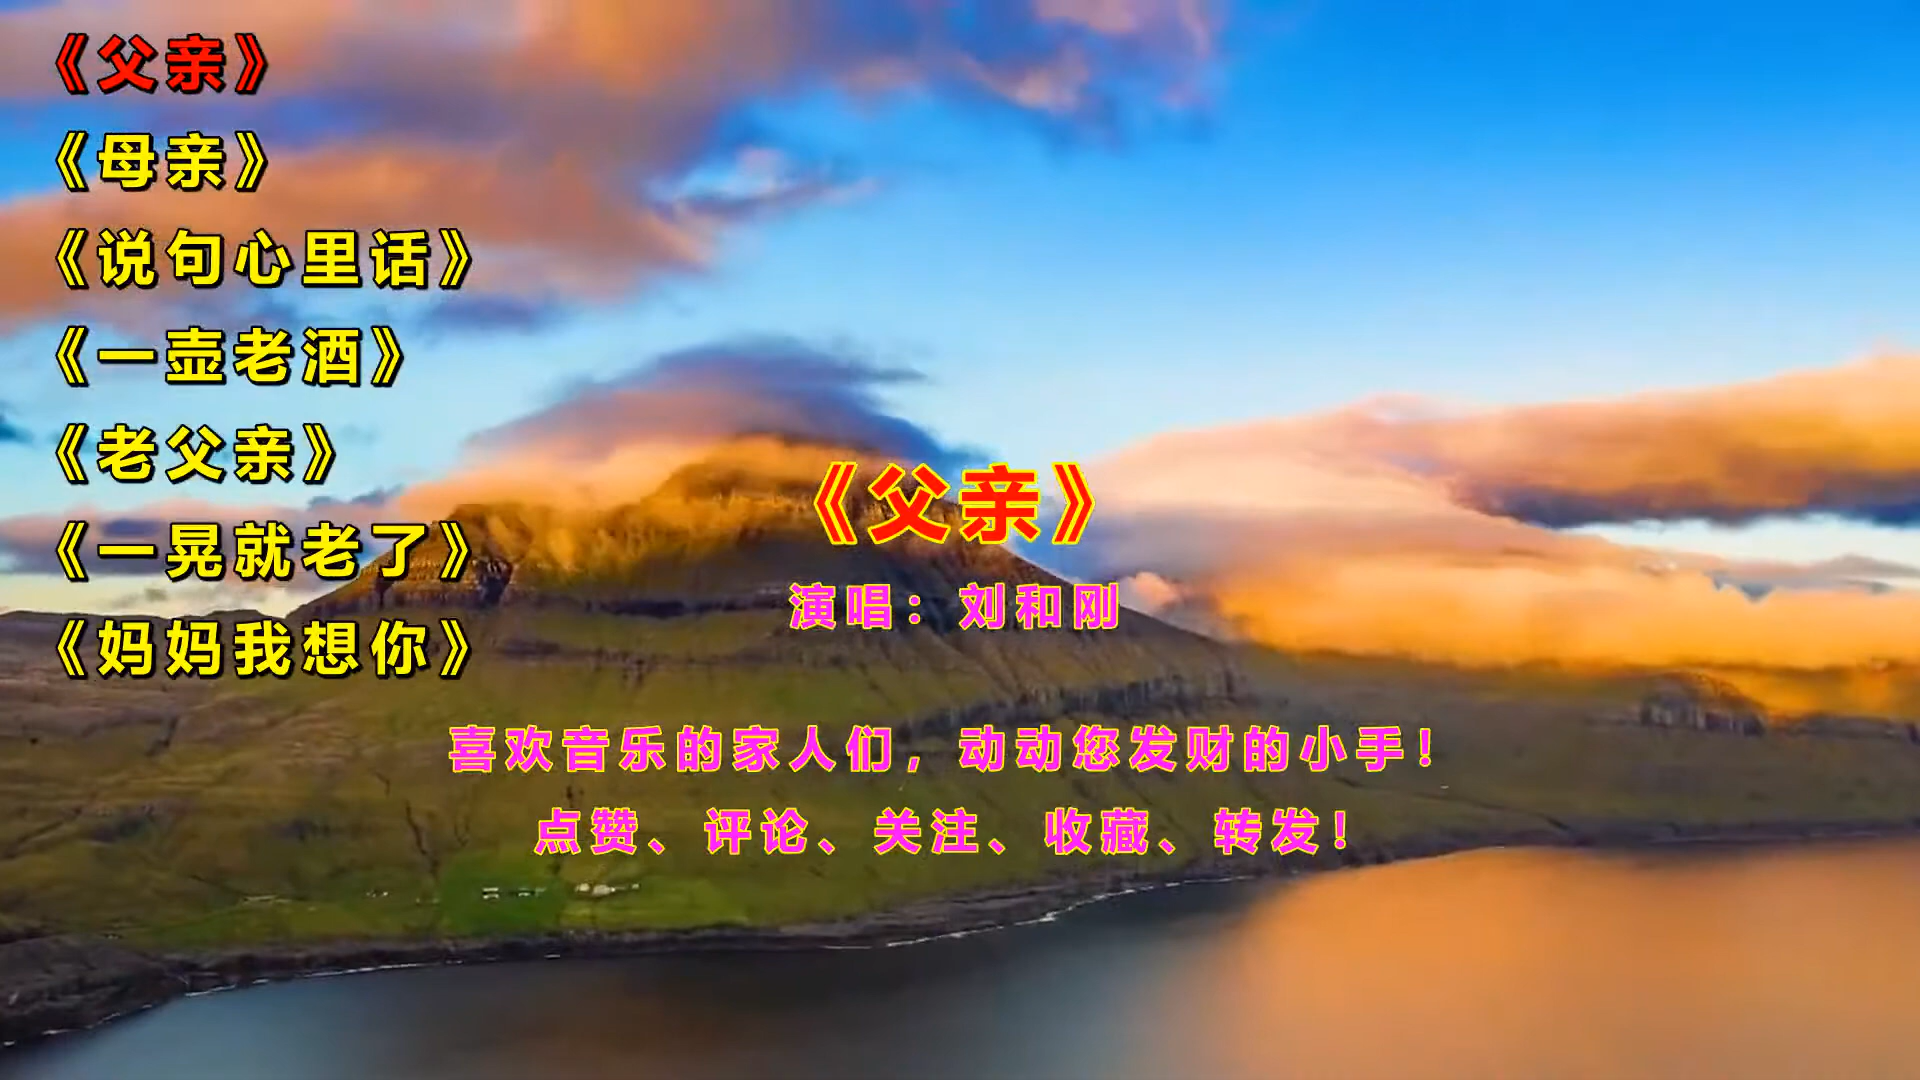 《父亲》
《母亲》
《说句心里话》
《一壶老酒》
《老父亲》
《一晃就老了》
《妈妈我想你》
《父亲》
演唱：刘和刚
喜欢音乐的家人们，动动您发财的小手！
点赞、评论、关注、收藏、转发！